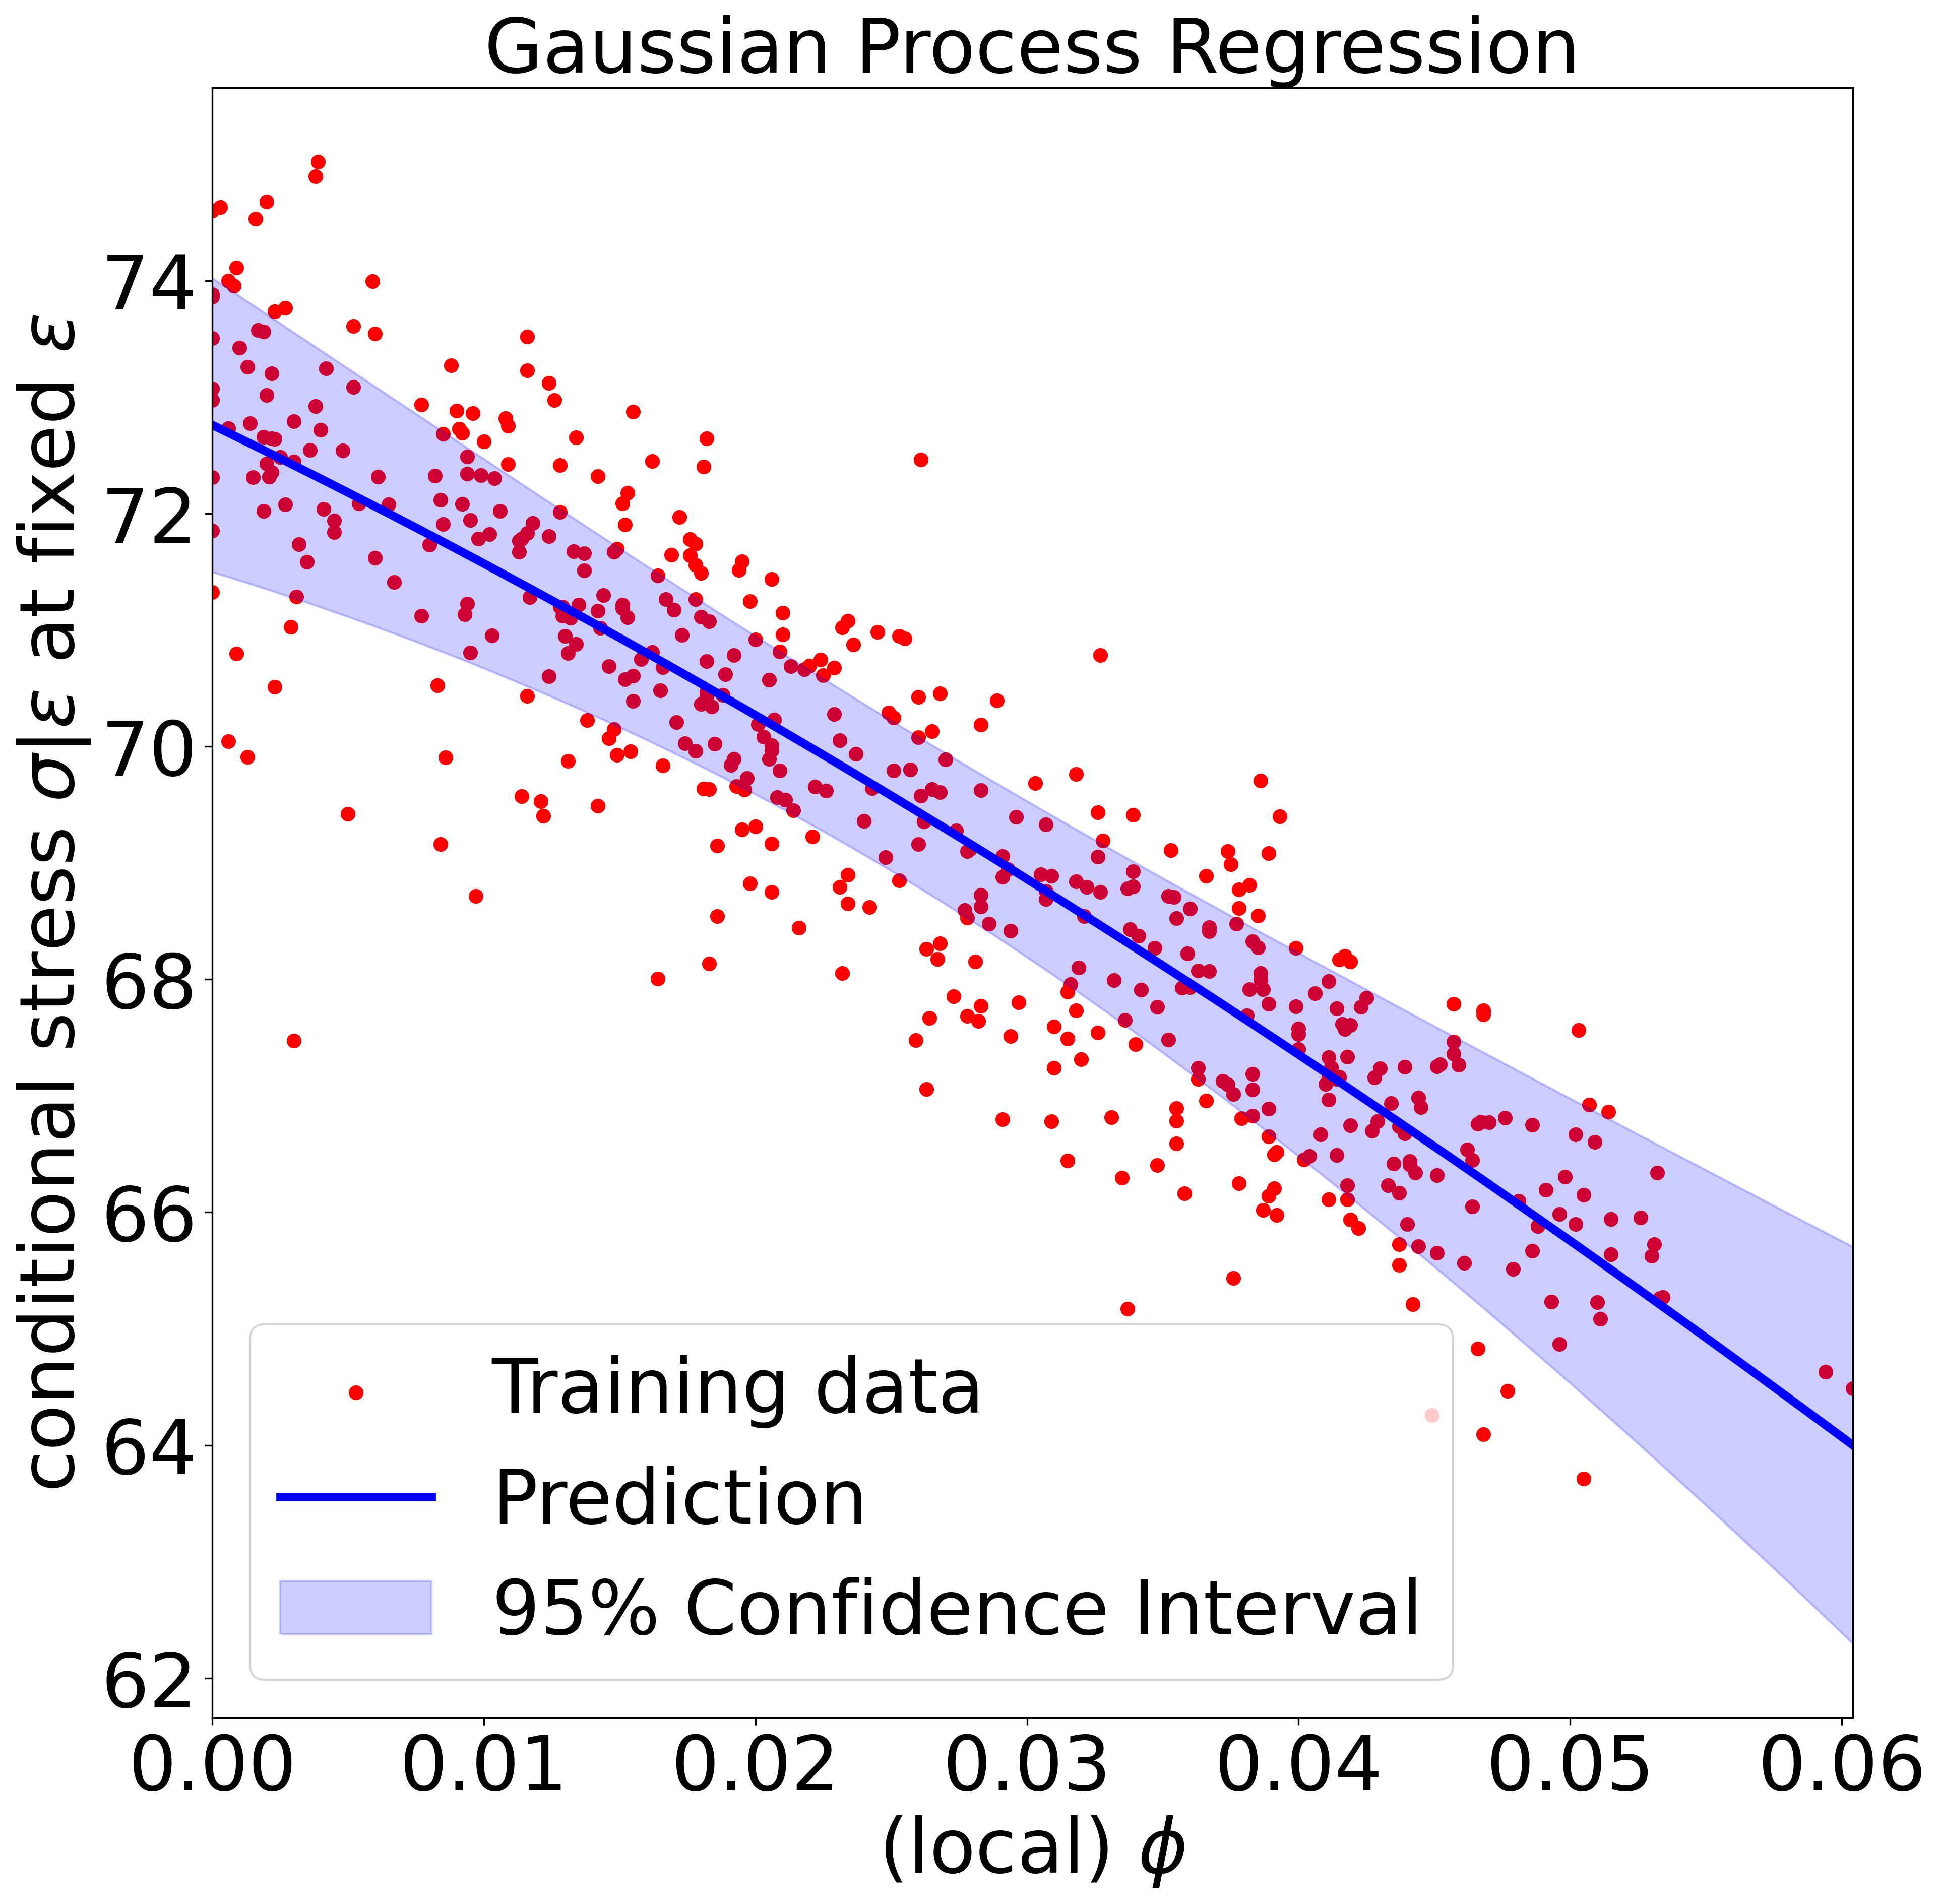 Gaussian Process Regression
conditional stress σ|ε at fixed ε
74
72
70
68
66
64
62
Training data
Prediction
95% Confidence Interval
0.00 0.01 0.02 0.03 0.04 0.05 0.06
(local) ϕ